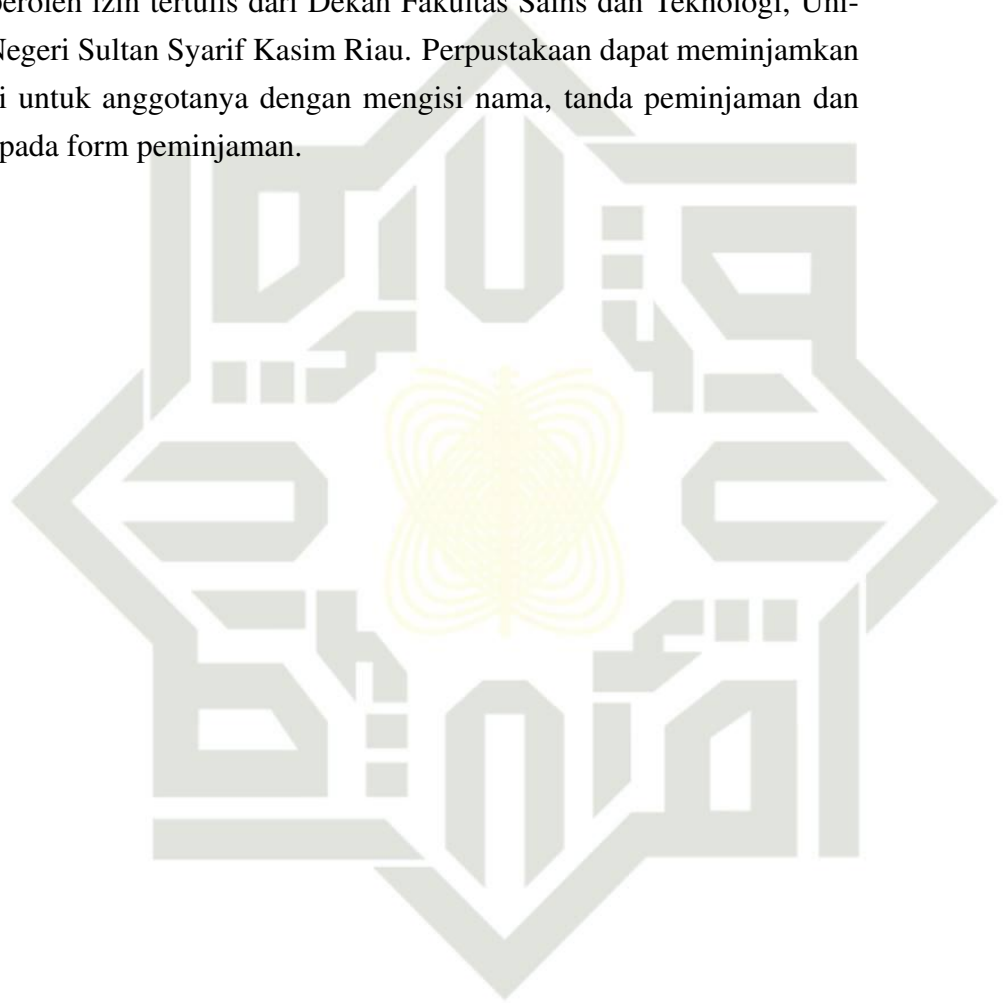 peroleh izin tertulis dari Dekan Fakultas Sains dan Teknologi, Uni-
Negeri Sultan Syarif Kasim Riau. Perpustakaan dapat meminjamkan
i untuk anggotanya dengan mengisi nama, tanda peminjaman dan
pada form peminjaman.